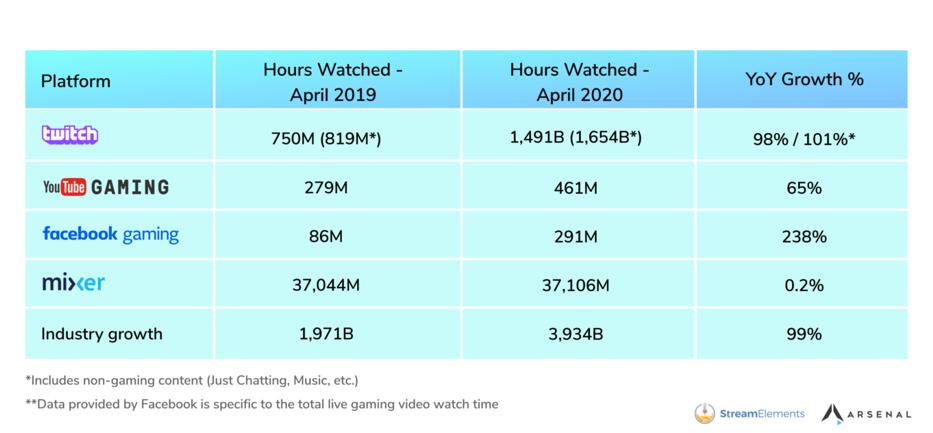 Platform
Hours Watched -
April 2019
Hours Watched -
April 2020
YoY Growth %
twitch
750M (819M*)
1,491B (1,654B*)
98% / 101%*
YouTube GAMING
279M
461M
65%
facebook gaming
86M
291M
238%
mixer
37,044M
37,106M
0.2%
Industry growth
1,971B
3,934B
99%
*Includes non-gaming content (Just Chatting, Music, etc.)
**Data provided by Facebook is specific to the total live gaming video watch time
StreamElements
ARSENAL